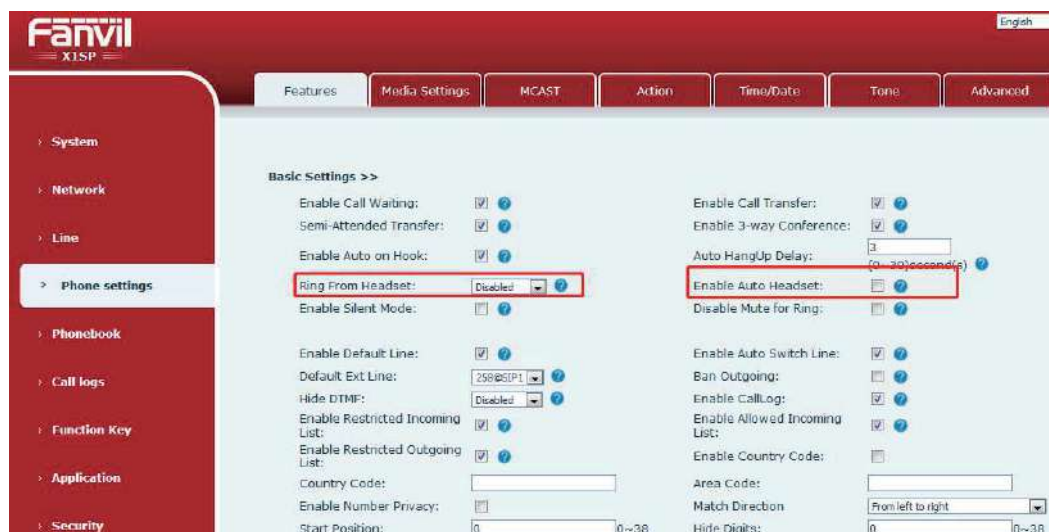 Fanvil
X1SP
English
Features
Media Settings
MCAST
Action
Time/Date
Tone
Advanced
› System
› Network
› Line
› Phone settings
› Phonebook
› Call logs
› Function Key
› Application
› Security
Basic Settings >>
Enable Call Waiting:
Enable Call Transfer:
Semi-Attended Transfer:
Enable 3-way Conference:
Enable Auto on Hook:
Auto HangUp Delay: 3
(0~30)second(s)
Ring From Headset: Disabled
Enable Auto Headset:
Enable Silent Mode:
Disable Mute for Ring:
Enable Default Line:
Enable Auto Switch Line:
Default Ext Line: 258@SIP1
Ban Outgoing:
Hide DTMF: Disabled
Enable CallLog:
Enable Restricted Incoming
List:
Enable Allowed Incoming
List:
Enable Restricted Outgoing
List:
Enable Country Code:
Country Code:
Area Code:
Enable Number Privacy:
Match Direction From left to right
Start Position: 0 0~38
Hide Digits: 0 0~38